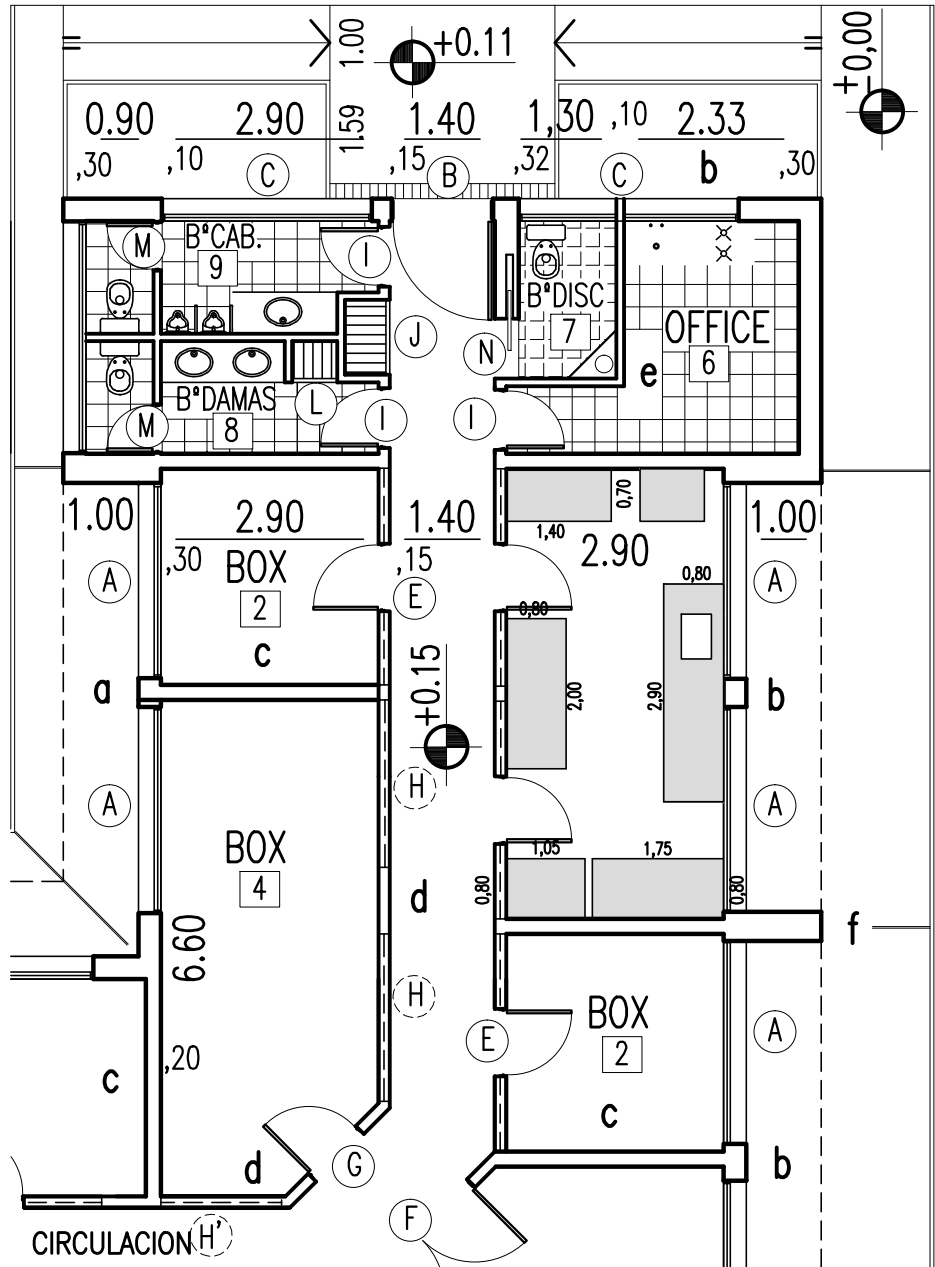 1.00
+0.11
+0,00
0.90
2.90
1.59
1.40
1,30
,10
2.33
,30
,10
,15
,32
b
,30
C
B
C
M
BªCAB.
9
I
BªDISC
7
OFFICE
6
J
N
e
BªDAMAS
8
L
M
I
I
1.00
2.90
1.40
0,70
1.00
,30
,15
1,40
2.90
A
BOX
2
c
E
0,80
0,80
A
a
+0.15
2,00
2,90
b
A
H
A
BOX
4
1,05
1,75
d
0,80
0,80
6.60
f
H
BOX
2
E
A
c
,20
c
d
G
b
F
CIRCULACION
H'